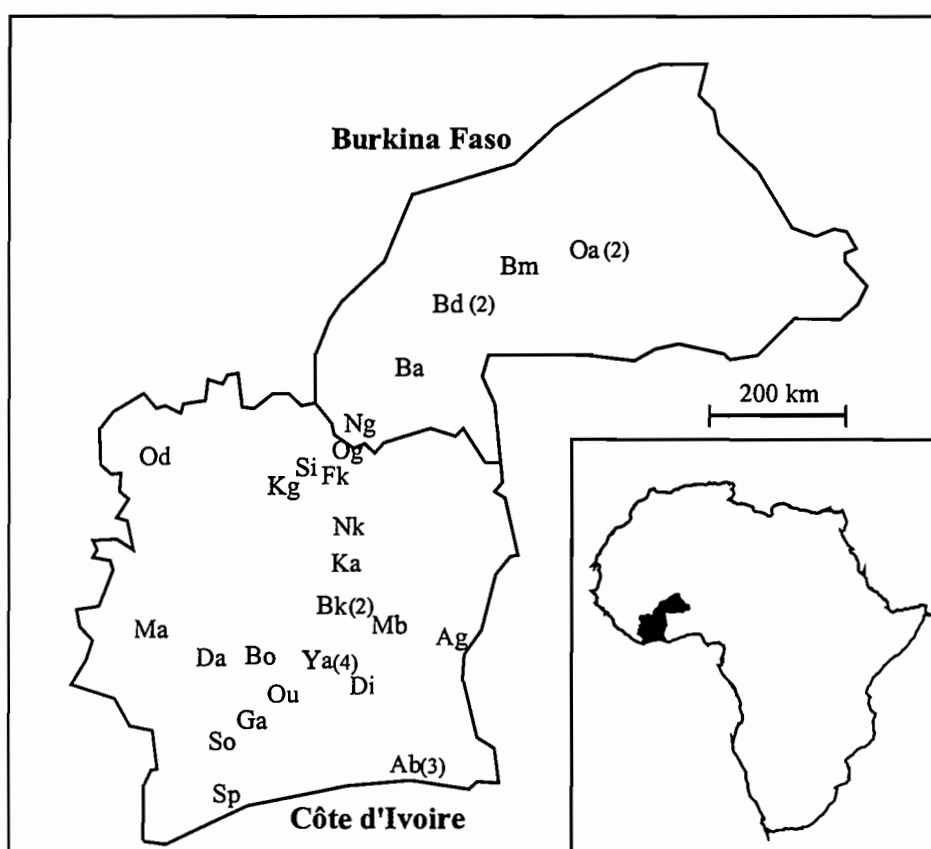 Burkina Faso
Oa (2)
Bm
Bd (2)
Ba
200 km
Ng
Og
Od
Si
Fk
Kg
Nk
Ka
Bk(2)
Mb
Ma
Ag
Da
Bo
Ya(4)
Di
Ou
Ga
So
Ab(3)
Sp
Côte d'Ivoire